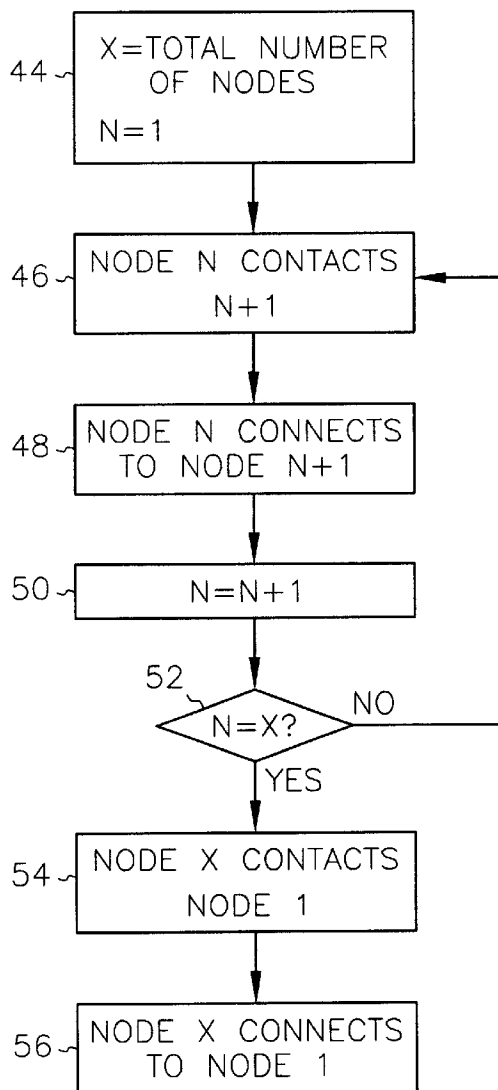 X=TOTAL NUMBER
OF NODES
44
N=1
NODE N CONTACTS
46
N+1
NODE N CONNECTS
48
TO NODE N+1
50
N=N+1
52
NO
N=X?
YES
NODE X CONTACTS
54
NODE 1
NODE X CONNECTS
56
TO NODE 1